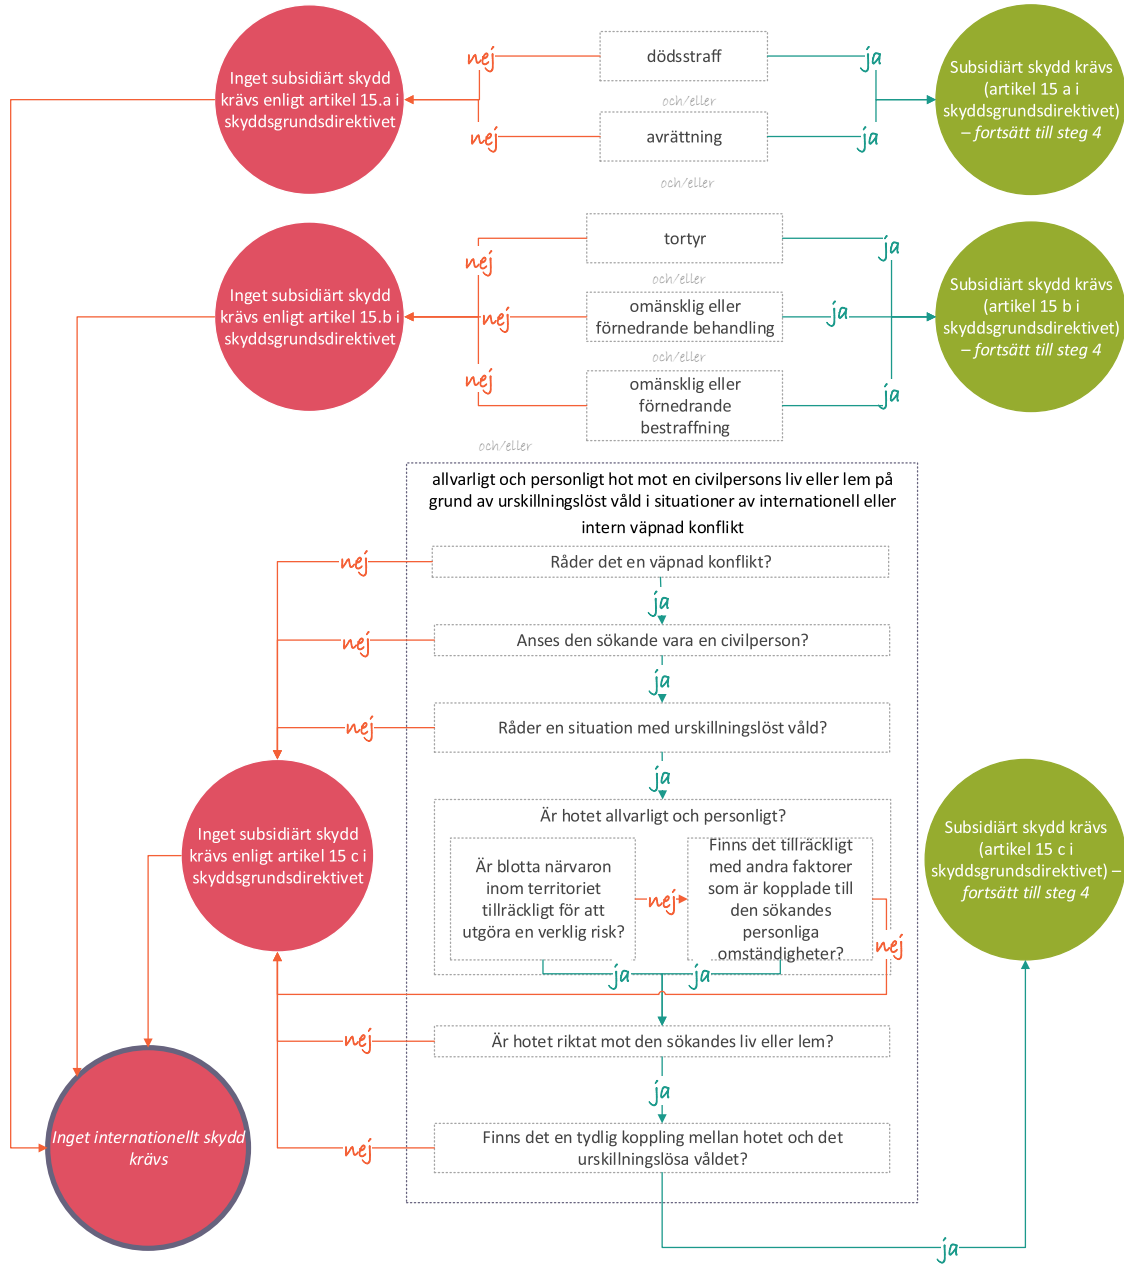 Inget subsidiärt skydd
krävs enligt artikel 15.a i
skyddsgrundsdirektivet
nej
dödsstraff
ja
och/eller
nej
avrättning
ja
Subsidiärt skydd krävs
(artikel 15 a i
skyddsgrundsdirektivet)
– fortsätt till steg 4
och/eller
Inget subsidiärt skydd
krävs enligt artikel 15.b i
skyddsgrundsdirektivet
nej
tortyr
ja
och/eller
nej
omänsklig eller
förnedrande behandling
ja
och/eller
nej
omänsklig eller
förnedrande
bestraffning
ja
Subsidiärt skydd krävs
(artikel 15 b i
skyddsgrundsdirektivet)
– fortsätt till steg 4
och/eller
allvarligt och personligt hot mot en civilpersons liv eller lem på
grund av urskillningslöst våld i situationer av internationell eller
intern väpnad konflikt
nej
Råder det en väpnad konflikt?
ja
nej
Anses den sökande vara en civilperson?
ja
nej
Råder en situation med urskillningslöst våld?
ja
Är hotet allvarligt och personligt?
Är blotta närvaron
inom territoriet
tillräckligt för att
utgöra en verklig risk?
nej
Finns det tillräckligt
med andra faktorer
som är kopplade till
den sökandes
personliga
omständigheter?
nej
ja
ja
Inget subsidiärt skydd
krävs enligt artikel 15 c i
skyddsgrundsdirektivet
Subsidiärt skydd krävs
(artikel 15 c i
skyddsgrundsdirektivet) –
fortsätt till steg 4
nej
Är hotet riktat mot den sökandes liv eller lem?
ja
nej
Finns det en tydlig koppling mellan hotet och det
urskillningslösa våldet?
ja
Inget internationellt skydd
krävs